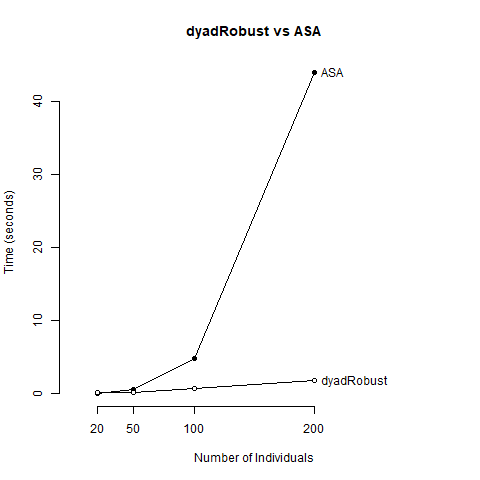 dyadRobust vs ASA
ASA
40
30
20
10
0
Time (seconds)
dyadRobust
20 50 100 200
Number of Individuals